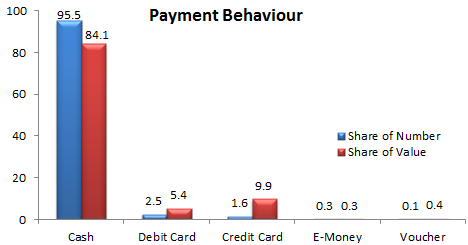 Payment Behaviour
100
80
60
40
20
0
95.5
84.1
2.5
5.4
1.6
9.9
0.3
0.3
0.1
0.4
Share of Number
Share of Value
Cash
Debit Card
Credit Card
E-Money
Voucher